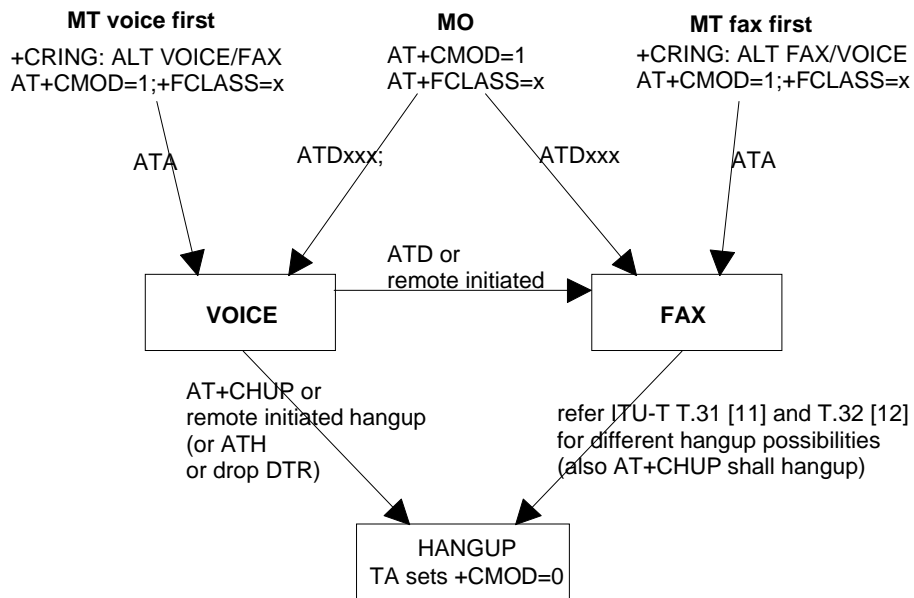 MT voice first
+CRING: ALT VOICE/FAX
AT+CMOD=1;+FCLASS=x
MO
AT+CMOD=1
AT+FCLASS=x
MT fax first
+CRING: ALT FAX/VOICE
AT+CMOD=1;+FCLASS=x
ATA
ATDxxx;
ATDxxx
ATA
ATD or
remote initiated
VOICE
FAX
AT+CHUP or
remote initiated hangup
(or ATH
or drop DTR)
refer ITU-T T.31 [11] and T.32 [12]
for different hangup possibilities
(also AT+CHUP shall hangup)
HANGUP
TA sets +CMOD=0